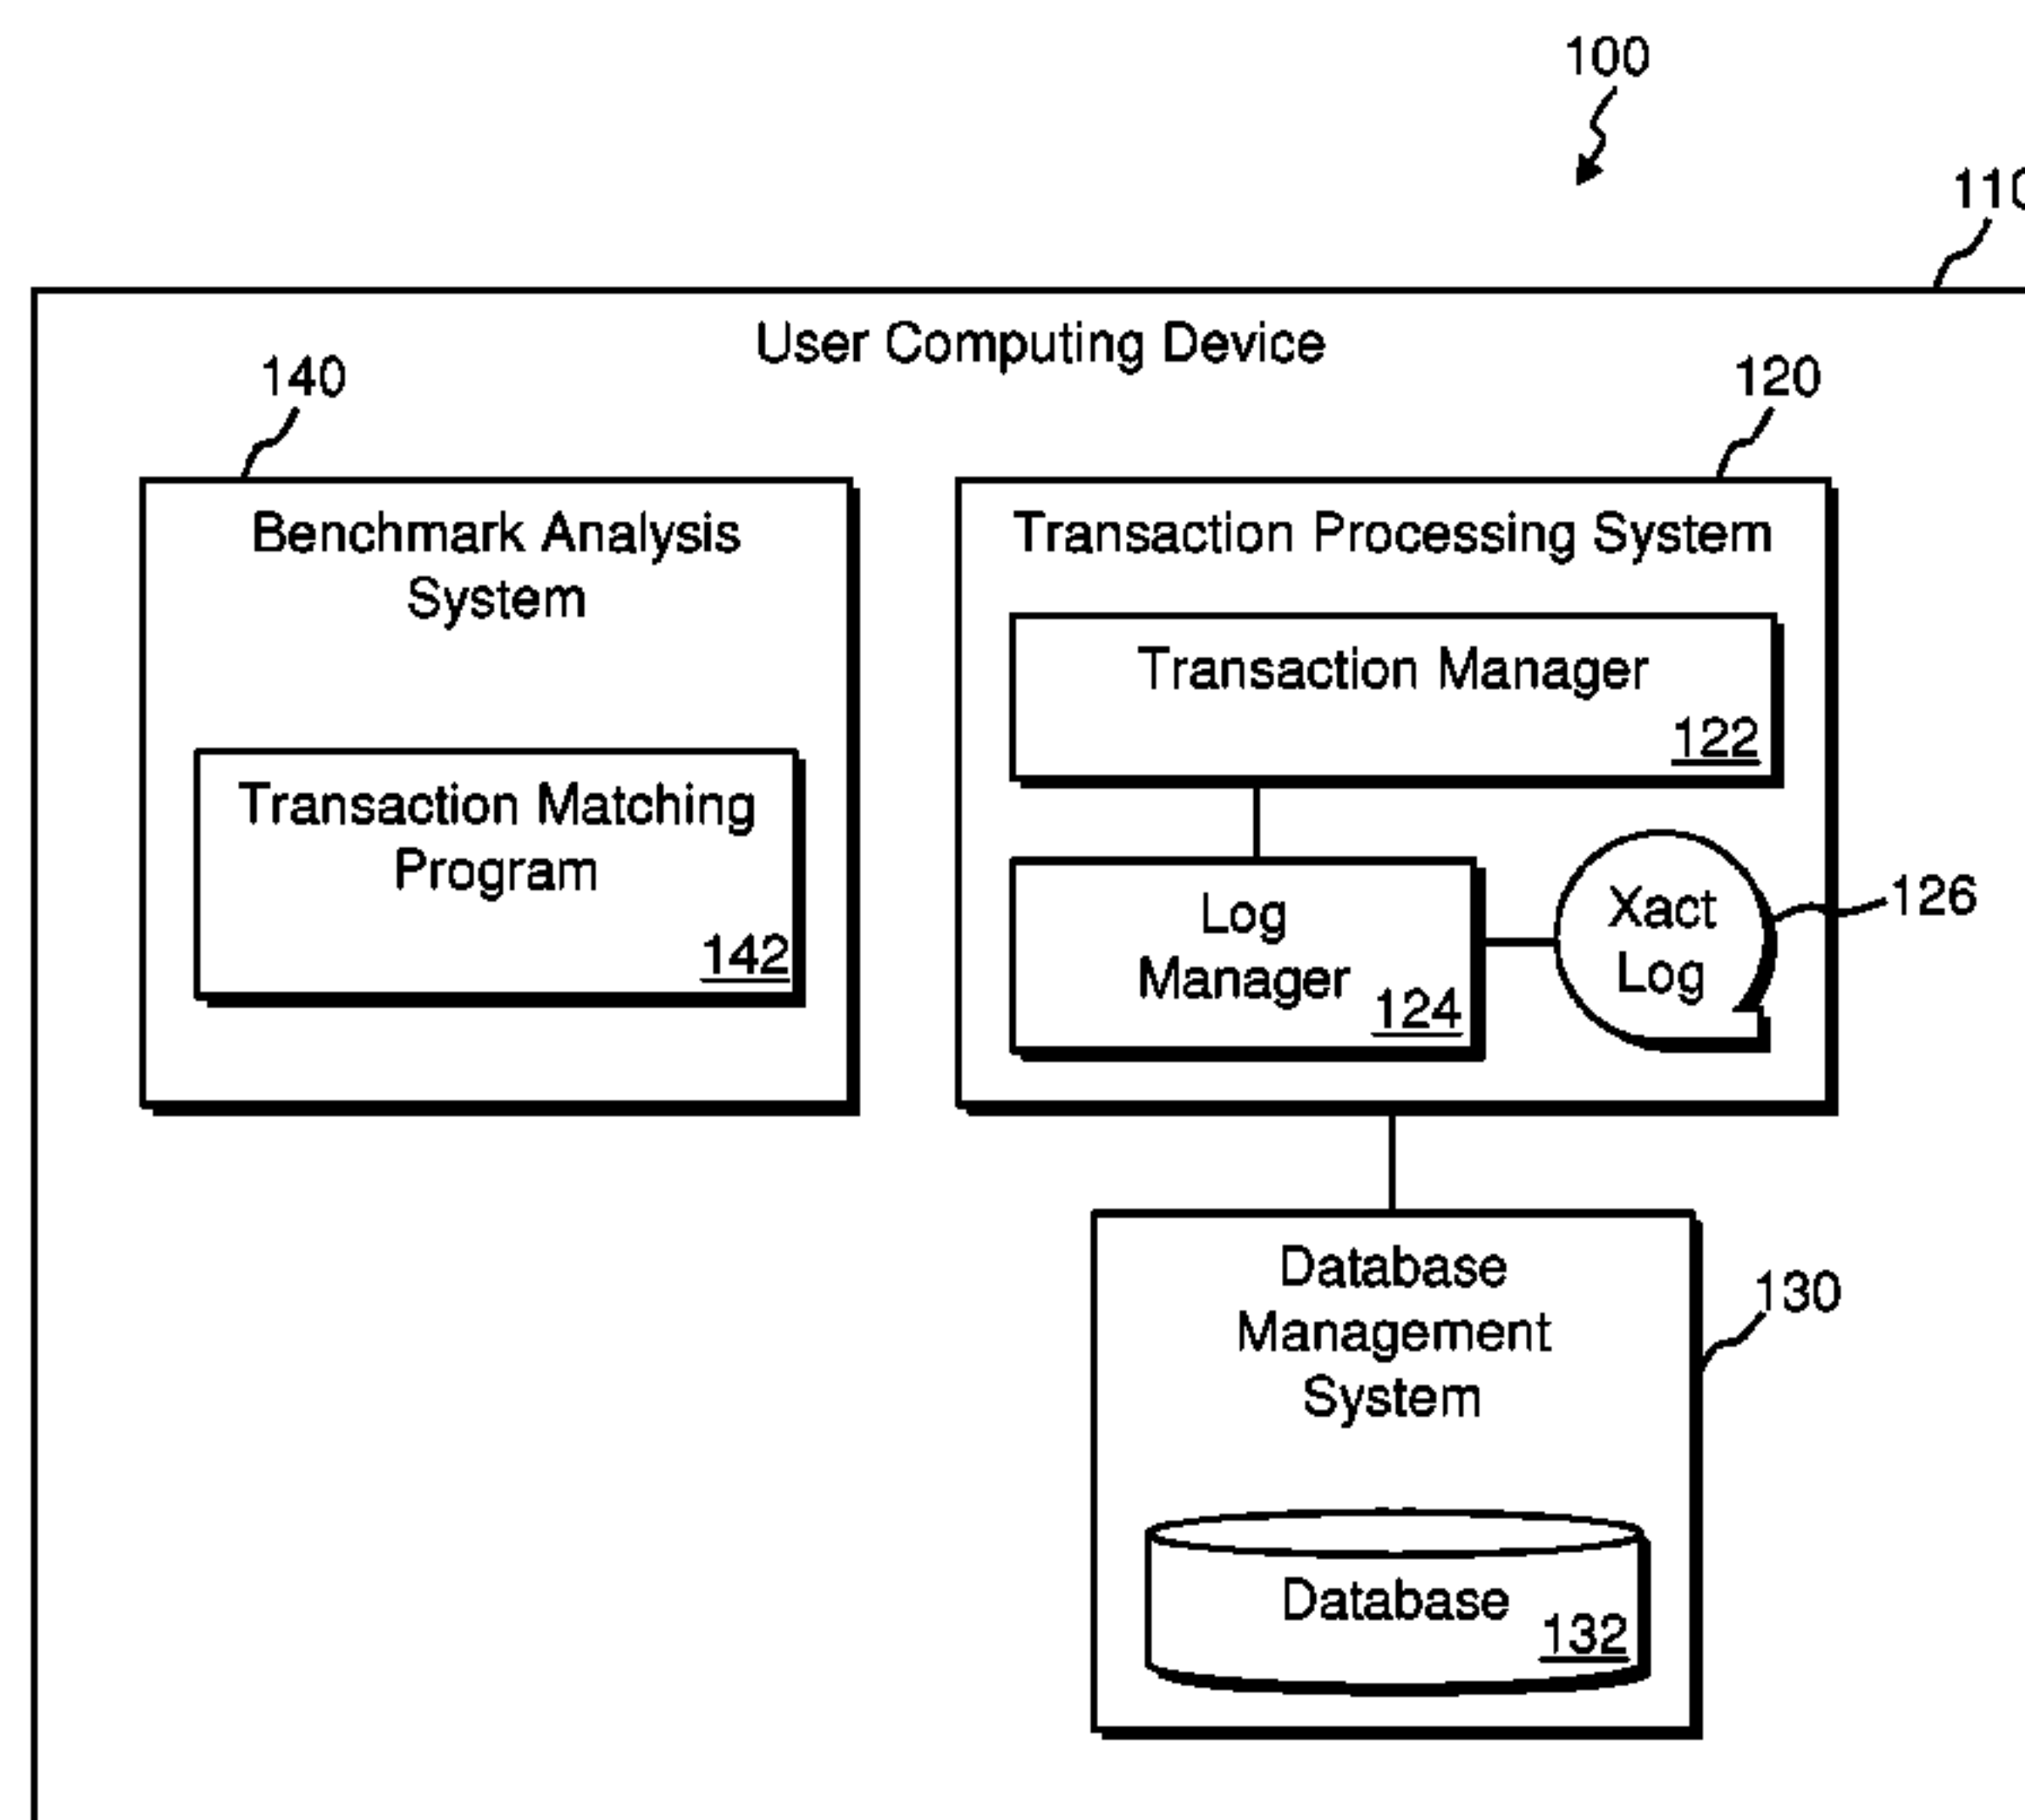 100
110
User Computing Device
140
120
Benchmark Analysis
System
Transaction Processing System
Transaction Manager
122
Transaction Matching
Program
142
Log
Manager
124
Xact
Log
126
Database
Management
System
130
Database
132